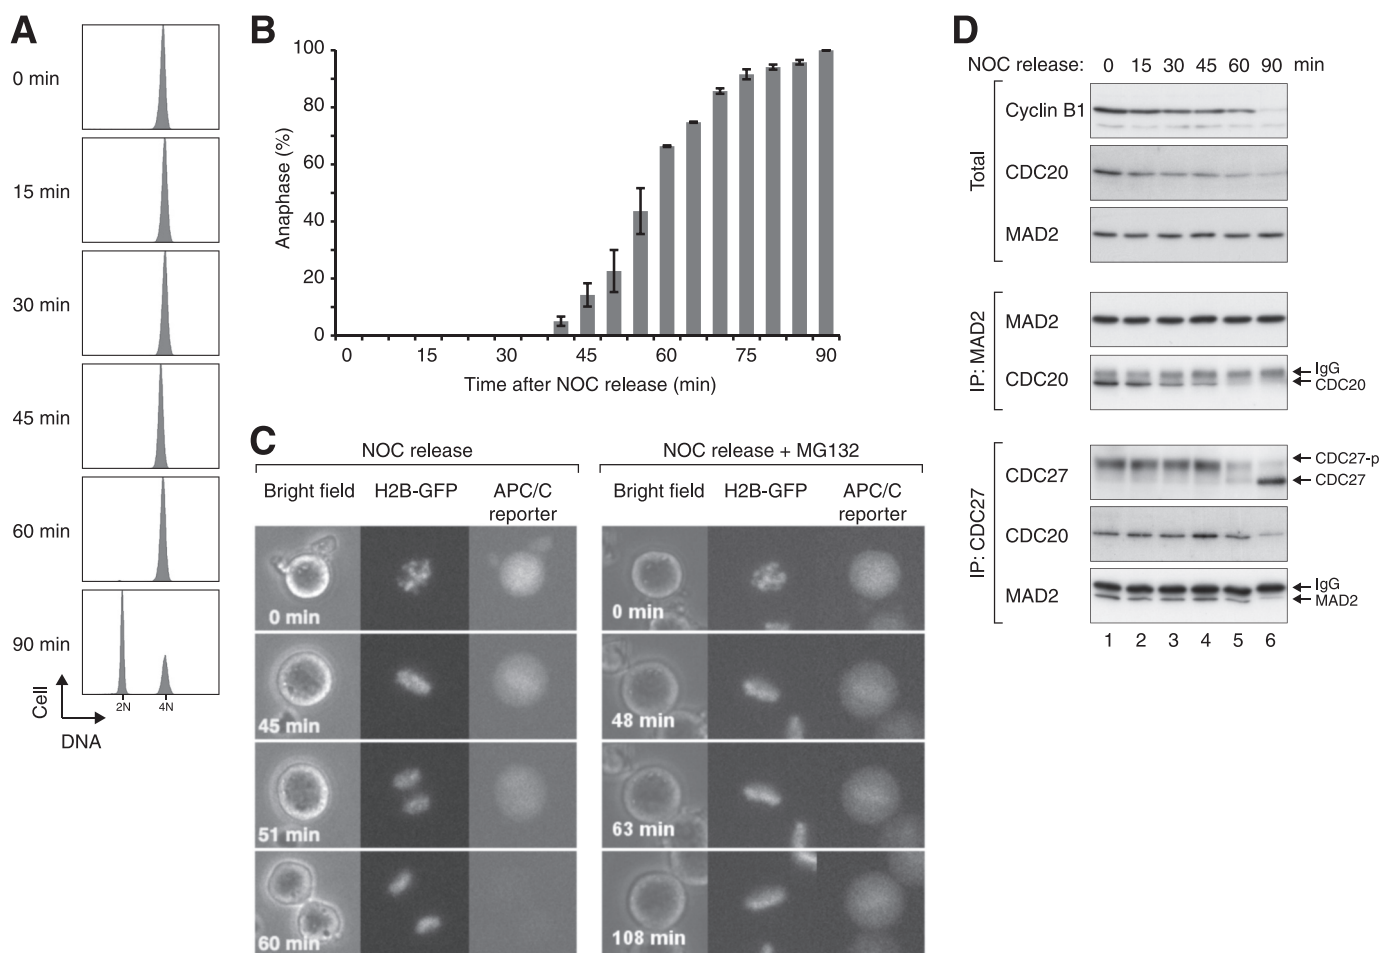 A
0 min
15 min
30 min
45 min
60 min
90 min
Cell
DNA
2N
4N
B
Anaphase (%)
100
80
60
40
20
0
0 15 30 45 60 75 90
Time after NOC release (min)
C
NOC release
Bright field H2B-GFP APC/C reporter
0 min
45 min
51 min
60 min
NOC release + MG132
Bright field H2B-GFP APC/C reporter
0 min
48 min
63 min
108 min
D
NOC release: 0 15 30 45 60 90 min
Total
Cyclin B1
CDC20
MAD2
IP: MAD2
MAD2
CDC20
IgG
CDC20
IP: CDC27
CDC27
CDC27-p
CDC27
CDC20
MAD2
IgG
MAD2
1 2 3 4 5 6